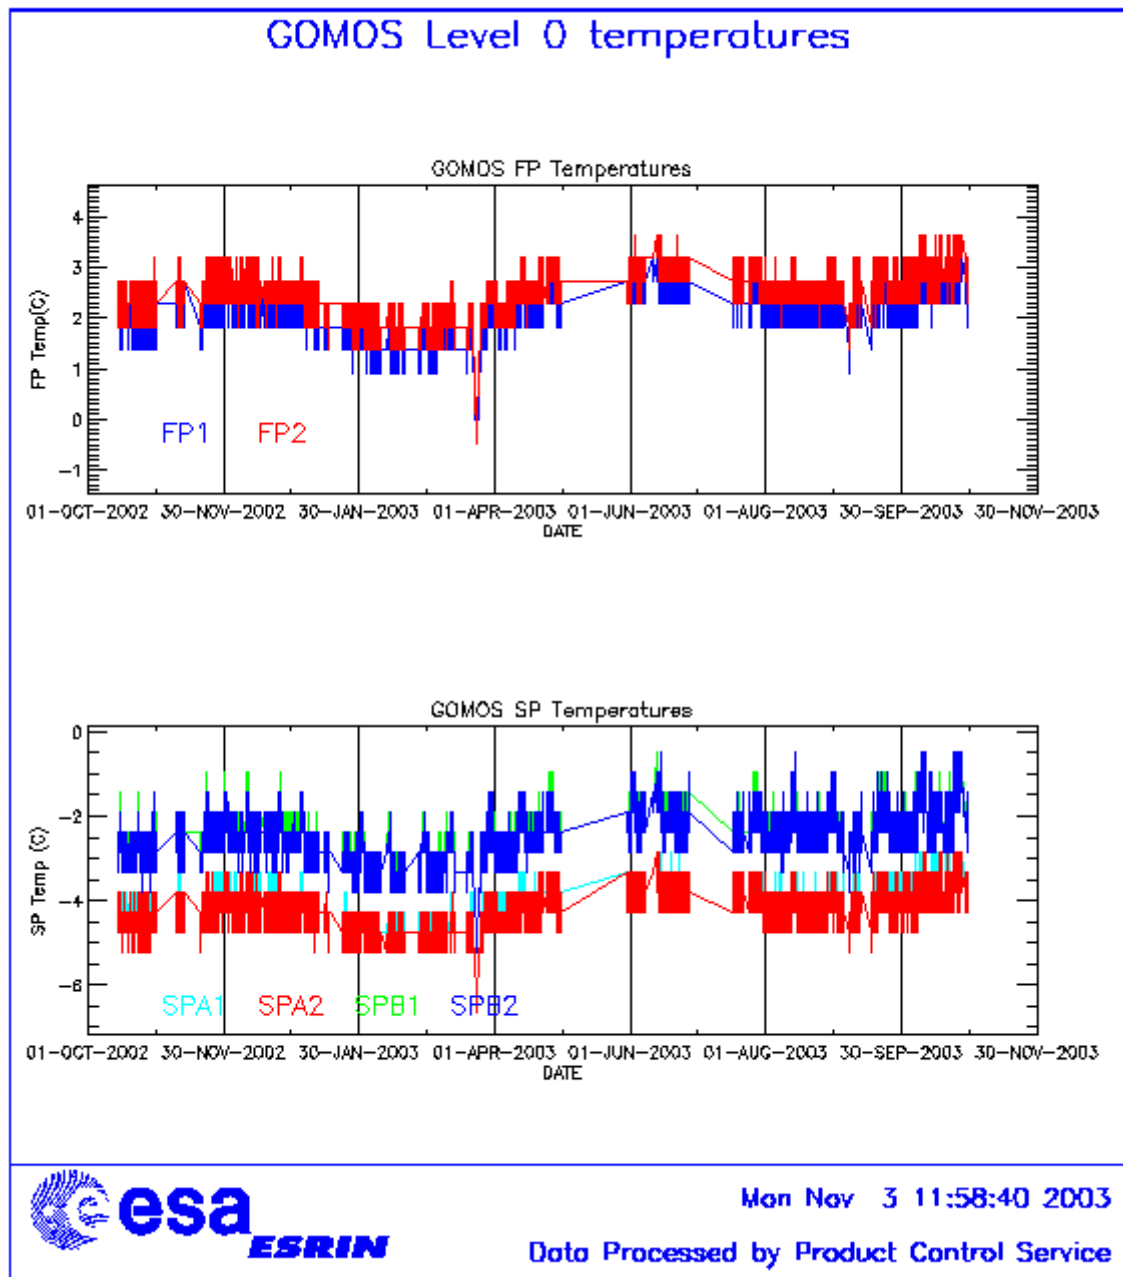 GOMOS Level 0 temperatures
GOMOS FP Temperatures
FP Temp(C)
4
3
2
1
0
-1
FP1 FP2
01-OCT-2002 30-NOV-2002 30-JAN-2003 01-APR-2003 01-JUN-2003 01-AUG-2003 30-SEP-2003 30-NOV-2003
DATE
GOMOS SP Temperatures
SP Temp (C)
0
-2
-4
-6
SPA1 SPA2 SPB1 SPB2
01-OCT-2002 30-NOV-2002 30-JAN-2003 01-APR-2003 01-JUN-2003 01-AUG-2003 30-SEP-2003 30-NOV-2003
DATE
esa
ESRIN
Mon Nov 3 11:58:40 2003
Data Processed by Product Control Service